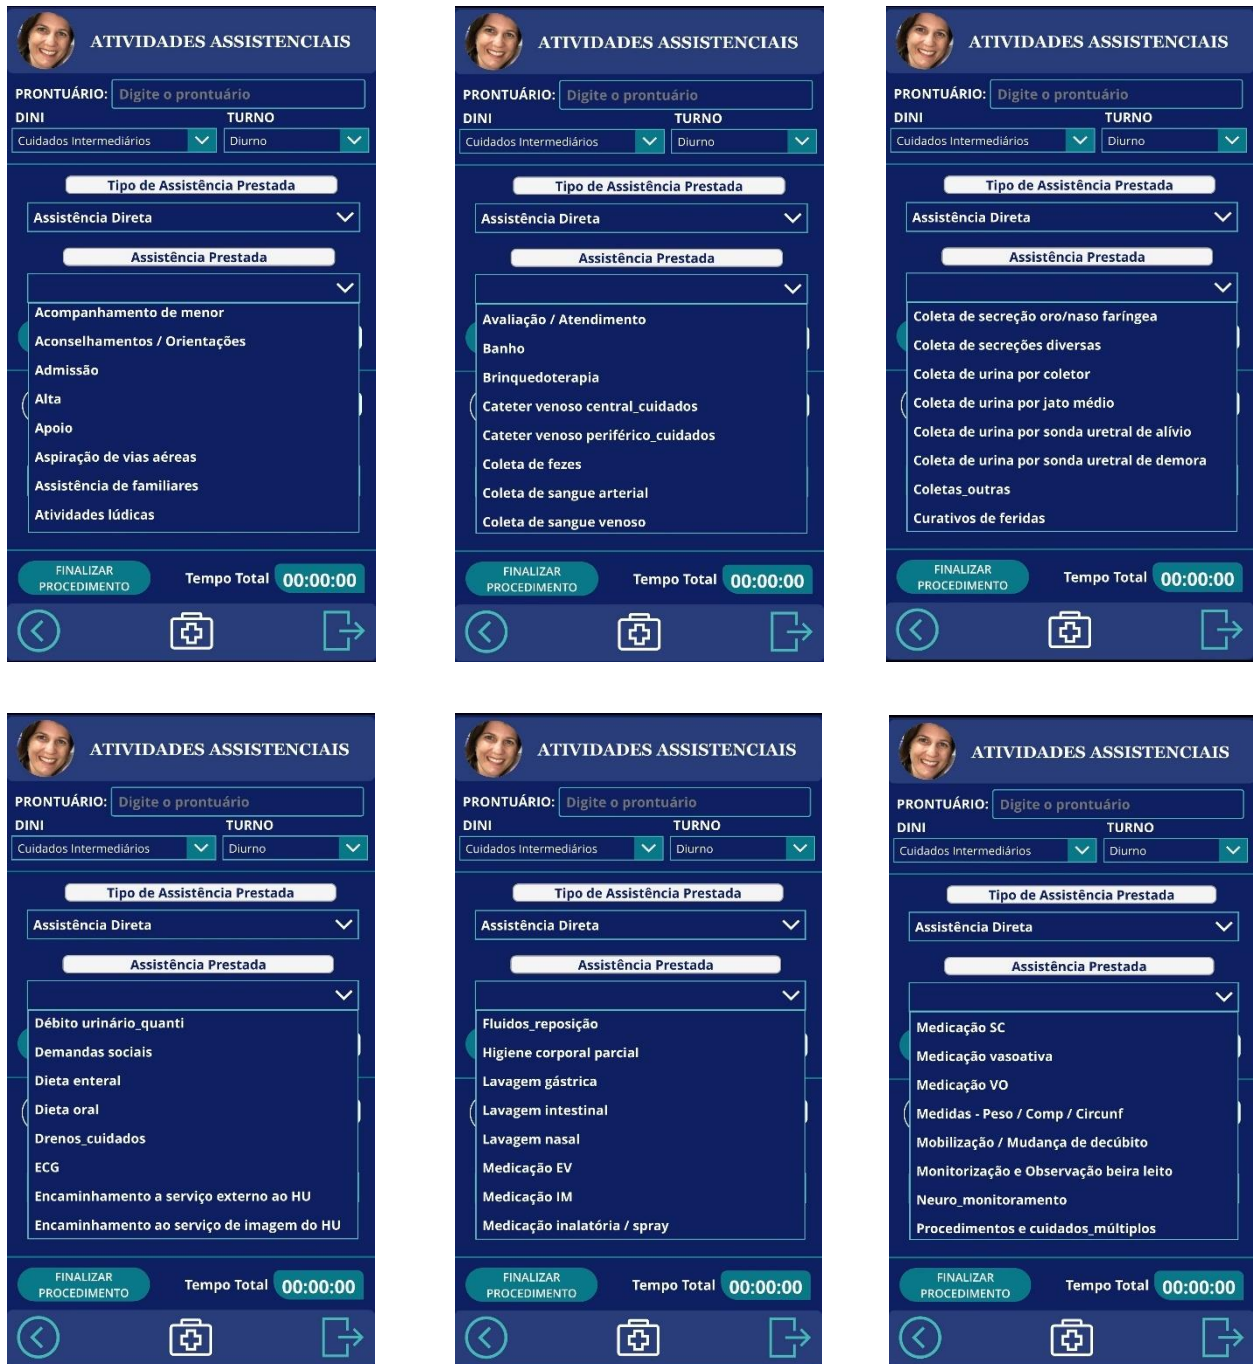 ATIVIDADES ASSISTENCIAIS
PRONTUÁRIO: Digite o prontuário
DINI TURNO
Cuidados Intermediários Diurno
Tipo de Assistência Prestada
Assistência Direta
Assistência Prestada
Acompanhamento de menor
Aconselhamentos / Orientações
Admissão
Alta
Apoio
Aspiração de vias aéreas
Assistência de familiares
Atividades lúdicas
FINALIZAR
PROCEDIMENTO
Tempo Total 00:00:00
ATIVIDADES ASSISTENCIAIS
PRONTUÁRIO: Digite o prontuário
DINI TURNO
Cuidados Intermediários Diurno
Tipo de Assistência Prestada
Assistência Direta
Assistência Prestada
Avaliação / Atendimento
Banho
Brinquedoterapia
Cateter venoso central_cuidados
Cateter venoso periférico_cuidados
Coleta de fezes
Coleta de sangue arterial
Coleta de sangue venoso
FINALIZAR
PROCEDIMENTO
Tempo Total 00:00:00
ATIVIDADES ASSISTENCIAIS
PRONTUÁRIO: Digite o prontuário
DINI TURNO
Cuidados Intermediários Diurno
Tipo de Assistência Prestada
Assistência Direta
Assistência Prestada
Coleta de secreção oro/naso faríngea
Coleta de secreções diversas
Coleta de urina por coletor
Coleta de urina por jato médio
Coleta de urina por sonda uretral de alívio
Coleta de urina por sonda uretral de demora
Coletas_outras
Curativos de feridas
FINALIZAR
PROCEDIMENTO
Tempo Total 00:00:00
ATIVIDADES ASSISTENCIAIS
PRONTUÁRIO: Digite o prontuário
DINI TURNO
Cuidados Intermediários Diurno
Tipo de Assistência Prestada
Assistência Direta
Assistência Prestada
Débito urinário_quanti
Demandas sociais
Dieta enteral
Dieta oral
Drenos_cuidados
ECG
Encaminhamento a serviço externo ao HU
Encaminhamento ao serviço de imagem do HU
FINALIZAR
PROCEDIMENTO
Tempo Total 00:00:00
ATIVIDADES ASSISTENCIAIS
PRONTUÁRIO: Digite o prontuário
DINI TURNO
Cuidados Intermediários Diurno
Tipo de Assistência Prestada
Assistência Direta
Assistência Prestada
Fluidos_reposição
Higiene corporal parcial
Lavagem gástrica
Lavagem intestinal
Lavagem nasal
Medicação EV
Medicação IM
Medicação inalatória / spray
FINALIZAR
PROCEDIMENTO
Tempo Total 00:00:00
ATIVIDADES ASSISTENCIAIS
PRONTUÁRIO: Digite o prontuário
DINI TURNO
Cuidados Intermediários Diurno
Tipo de Assistência Prestada
Assistência Direta
Assistência Prestada
Medicação SC
Medicação vasoativa
Medicação VO
Medidas - Peso / Comp / Circunf
Mobilização / Mudança de decúbito
Monitorização e Observação beira leito
Neuro_monitoramento
Procedimentos e cuidados_múltiplos
FINALIZAR
PROCEDIMENTO
Tempo Total 00:00:00